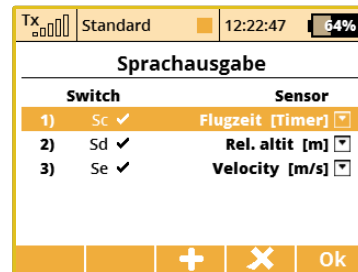 Tx Standard 12:22:47 64%
Sprachausgabe
Switch Sensor
1) Sc ✔ Flugzeit [Timer]
2) Sd ✔ Rel. altit [m]
3) Se ✔ Velocity [m/s]
Ok